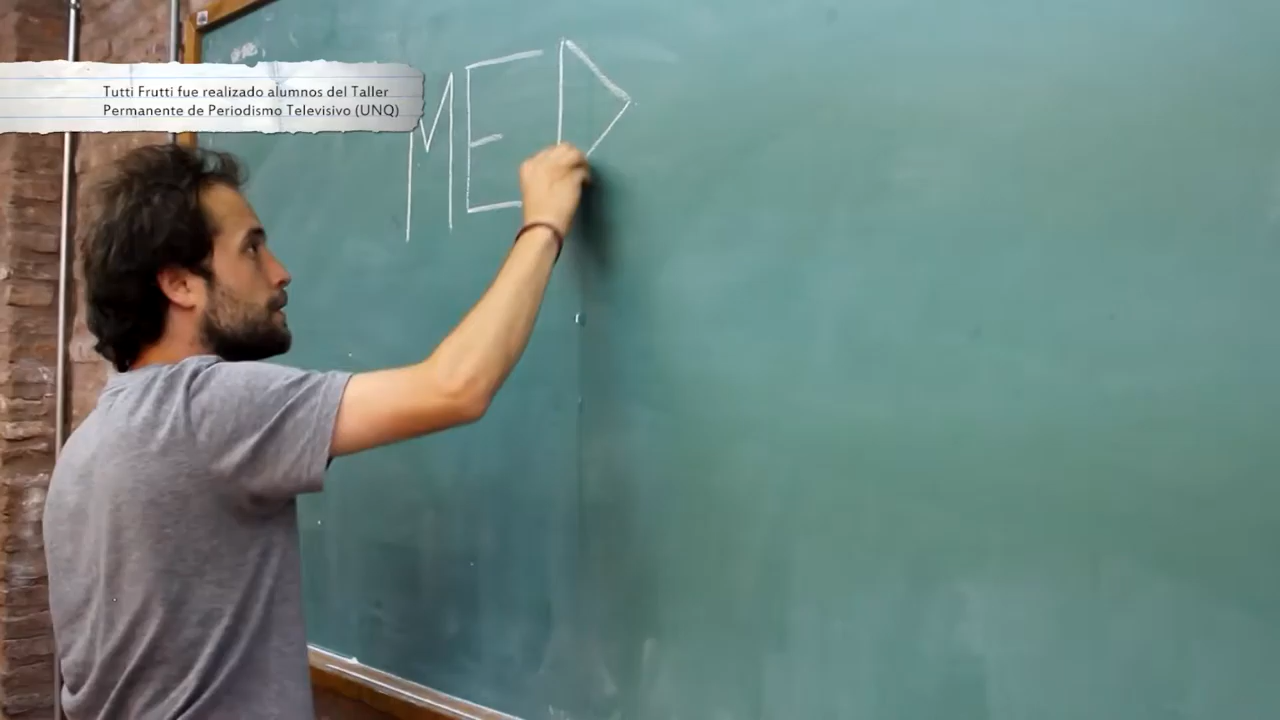 Tutti Frutti fue realizado alumnos del Taller
Permanente de Periodismo Televisivo (UNQ)
MED